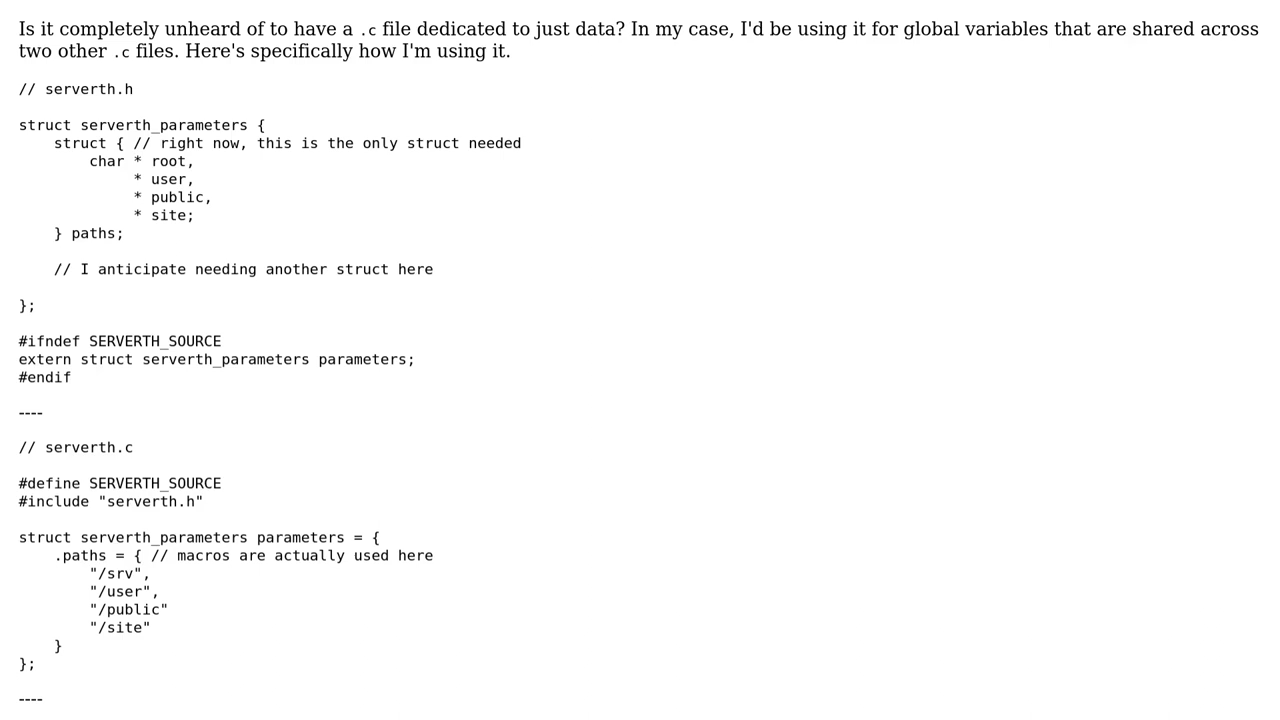 Is it completely unheard of to have a .c file dedicated to just data? In my case, I'd be using it for global variables that are shared across
two other .c files. Here's specifically how I'm using it.
// serverth.h
struct serverth_parameters {
    struct { // right now, this is the only struct needed
        char * root,
             * user,
             * public,
             * site;
    } paths;
    // I anticipate needing another struct here
};
#ifndef SERVERTH_SOURCE
extern struct serverth_parameters parameters;
#endif
----
// serverth.c
#define SERVERTH_SOURCE
#include "serverth.h"
struct serverth_parameters parameters = {
    .paths = { // macros are actually used here
        "/srv",
        "/user",
        "/public"
        "/site"
    }
};
----